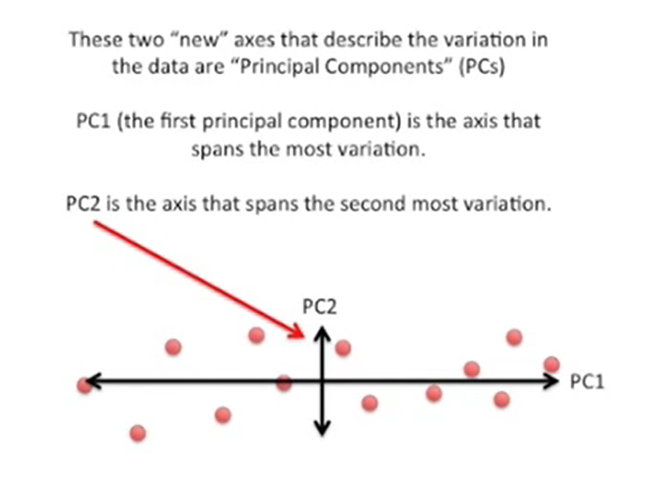 These two “new” axes that describe the variation in
the data are “Principal Components” (PCs)
PC1 (the first principal component) is the axis that
spans the most variation.
PC2 is the axis that spans the second most variation.
PC2
PC1